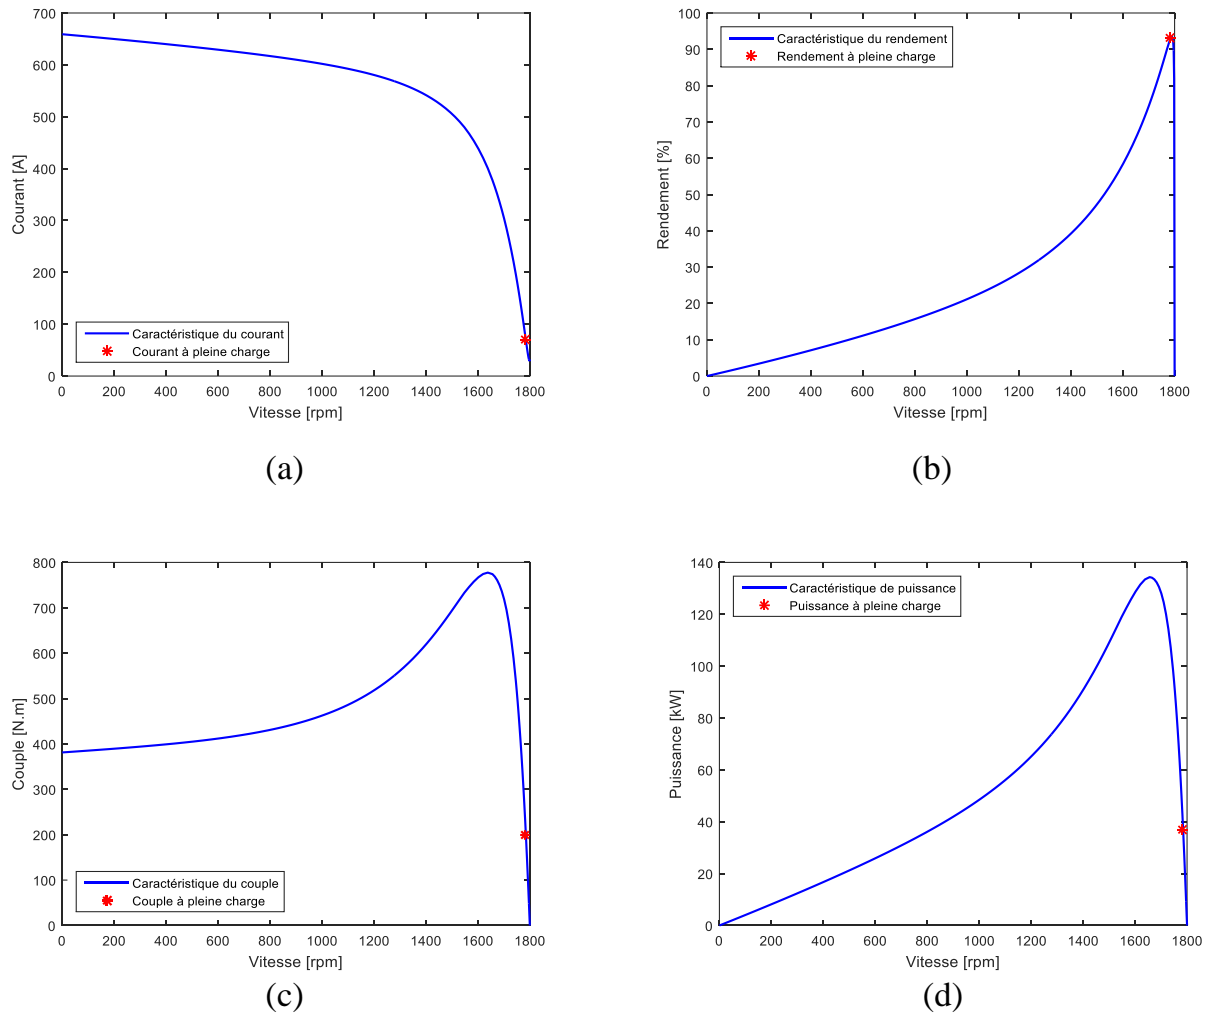 700
600
500
400
300
200
100
0
Courant [A]
Caractéristique du courant
Courant à pleine charge
0 200 400 600 800 1000 1200 1400 1600 1800
Vitesse [rpm]
(a)
100
90
80
70
60
50
40
30
20
10
0
Rendement [%]
Caractéristique du rendement
Rendement à pleine charge
0 200 400 600 800 1000 1200 1400 1600 1800
Vitesse [rpm]
(b)
800
700
600
500
400
300
200
100
0
Couple [N.m]
Caractéristique du couple
Couple à pleine charge
0 200 400 600 800 1000 1200 1400 1600 1800
Vitesse [rpm]
(c)
140
120
100
80
60
40
20
0
Puissance [kW]
Caractéristique de puissance
Puissance à pleine charge
0 200 400 600 800 1000 1200 1400 1600 1800
Vitesse [rpm]
(d)